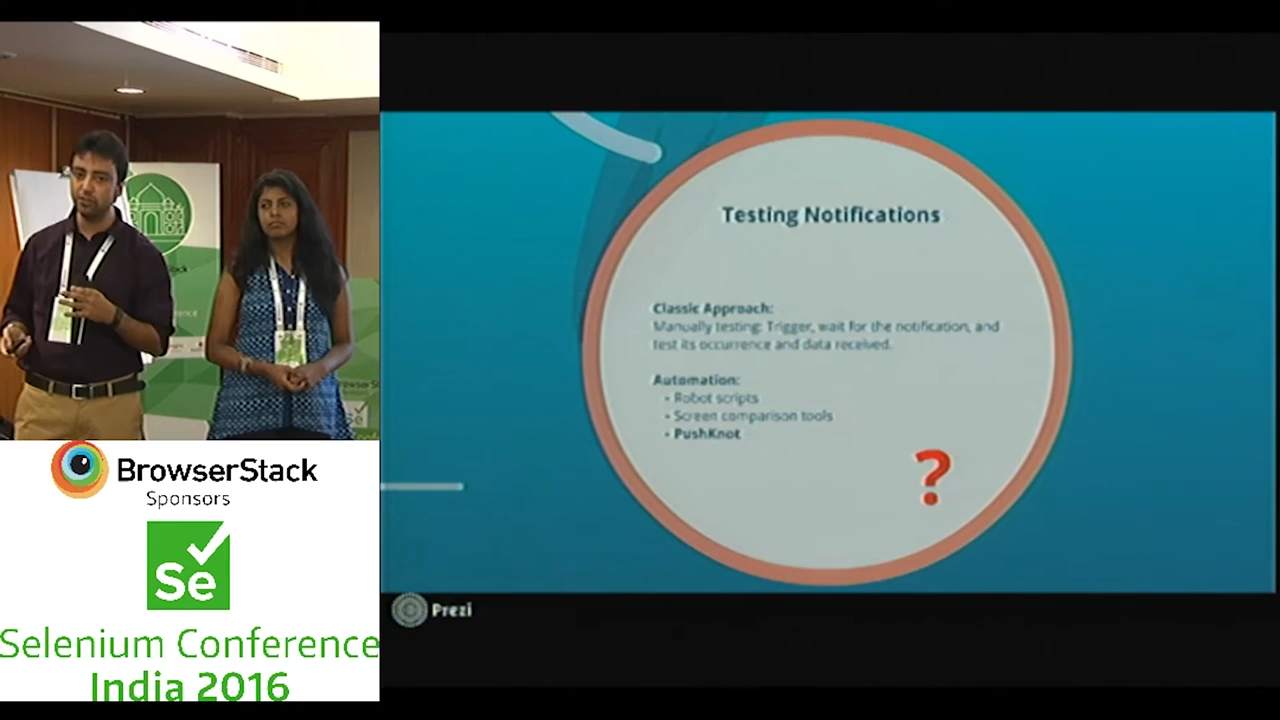 Testing Notifications
Classic Approach:
Manually testing: Trigger, wait for the notification, and
test its occurrence and data received.
Automation:
- Robot scripts
- Screen comparison tools
- PushKnot
?
Prezi
BrowserStack
Sponsors
Se
Selenium Conference
India 2016